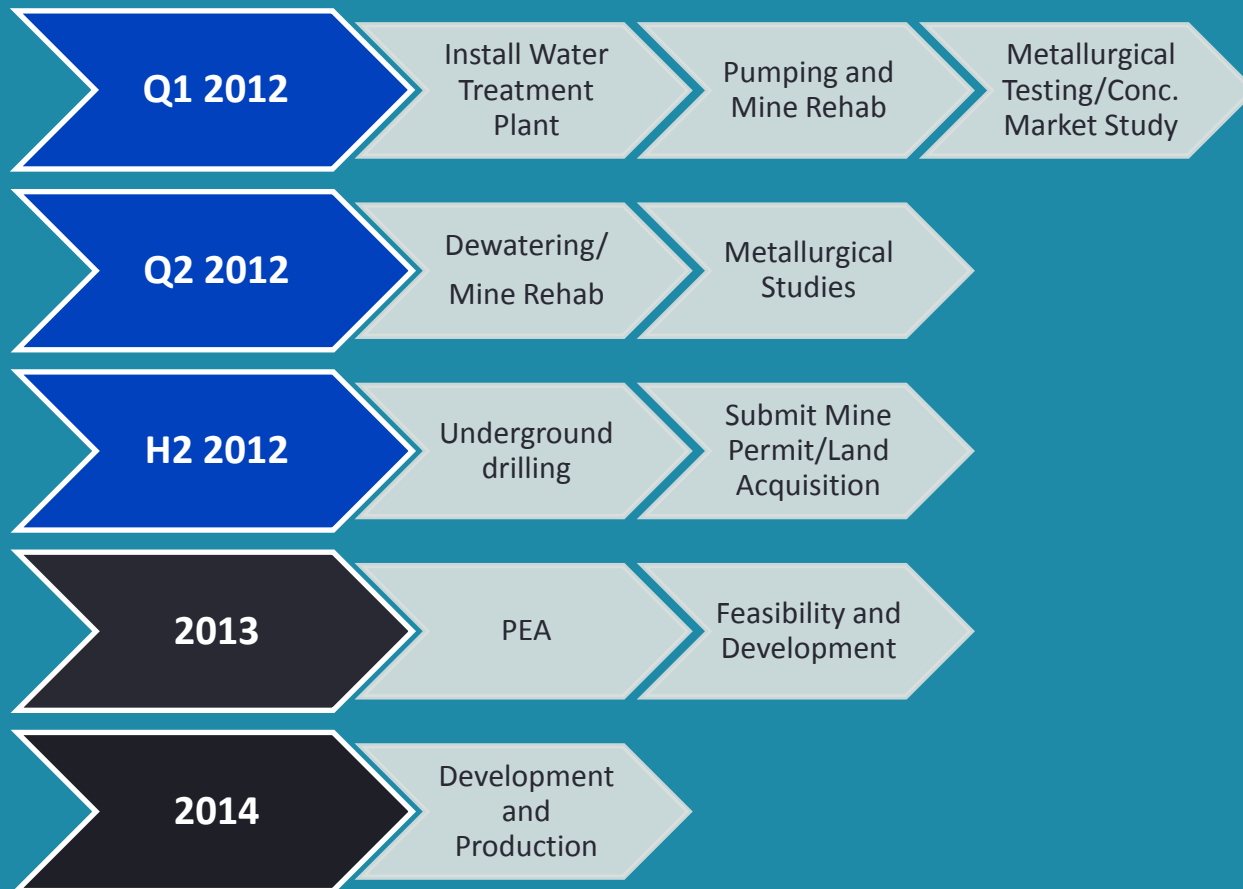 Q1 2012
Install Water
Treatment
Plant
Pumping and
Mine Rehab
Metallurgical
Testing/Conc.
Market Study
Q2 2012
Dewatering/
Mine Rehab
Metallurgical
Studies
H2 2012
Underground
drilling
Submit Mine
Permit/Land
Acquisition
2013
PEA
Feasibility and
Development
2014
Development
and
Production